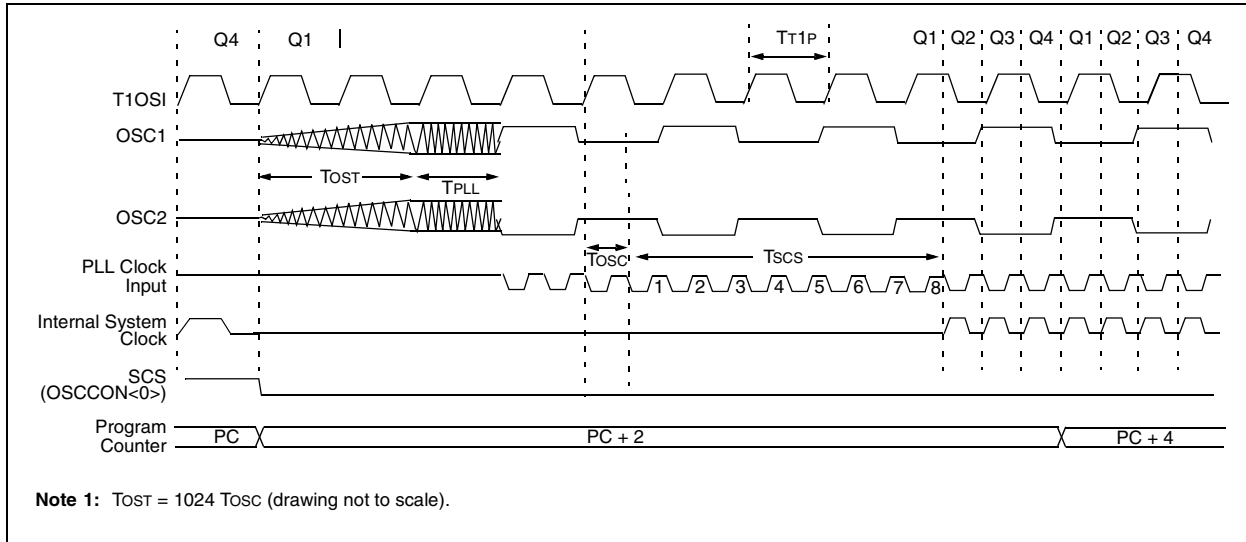 Q4 Q1 TT1P Q1 Q2 Q3 Q4 Q1 Q2 Q3 Q4
T1OSI
OSC1
TOST TPLL
OSC2
TOSC TSCS
PLL Clock
Input
1 2 3 4 5 6 7 8
Internal System
Clock
SCS
(OSCCON<0>)
Program
Counter
PC PC + 2 PC + 4
Note 1: TOST = 1024 TOSC (drawing not to scale).